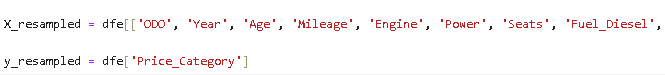 X_resampled = dfe[['ODO', 'Year', 'Age', 'Mileage', 'Engine', 'Power', 'Seats', 'Fuel_Diesel',
y_resampled = dfe['Price_Category']